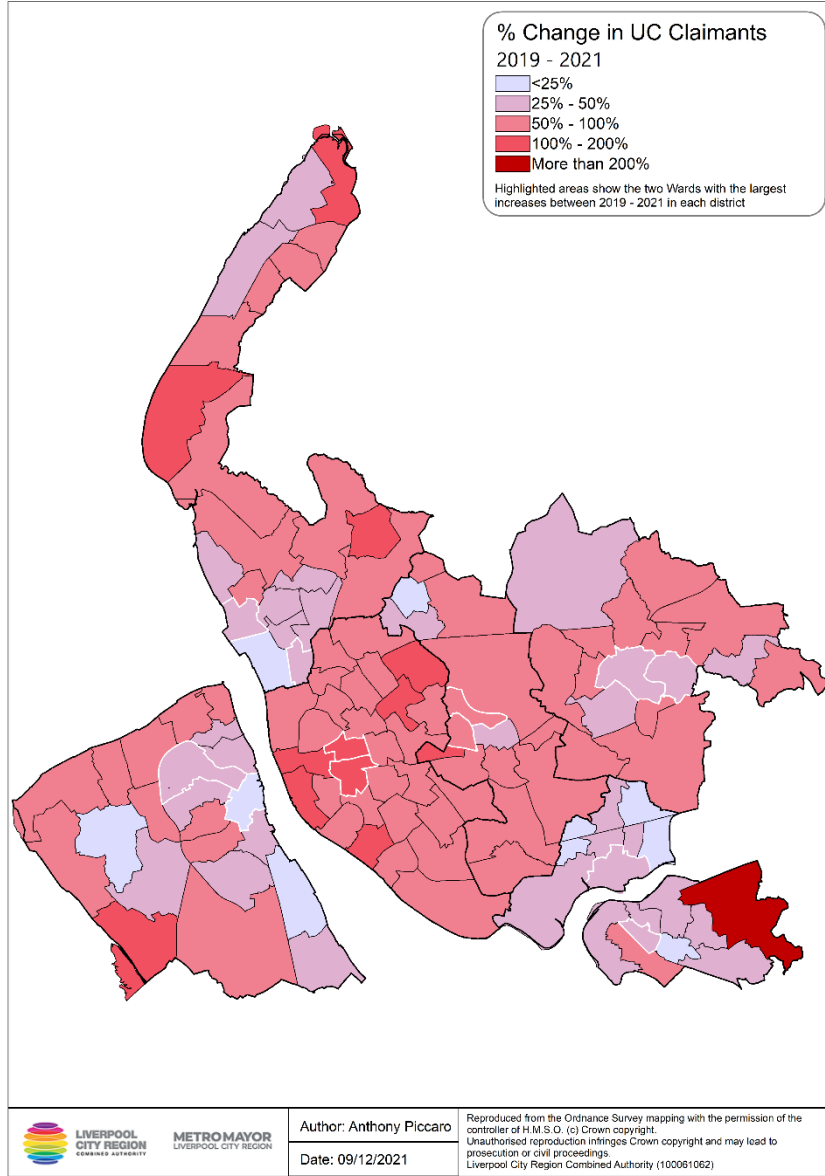 % Change in UC Claimants
2019 - 2021
<25%
25% - 50%
50% - 100%
100% - 200%
More than 200%
Highlighted areas show the two Wards with the largest
increases between 2019 - 2021 in each district
LIVERPOOL
CITY REGION
COMBINED AUTHORITY
METROMAYOR
LIVERPOOL CITY REGION
Author: Anthony Piccaro
Date: 09/12/2021
Reproduced from the Ordnance Survey mapping with the permission of the
controller of H.M.S.O. (c) Crown copyright.
Unauthorised reproduction infringes Crown copyright and may lead to
prosecution or civil proceedings.
Liverpool City Region Combined Authority (100061062)